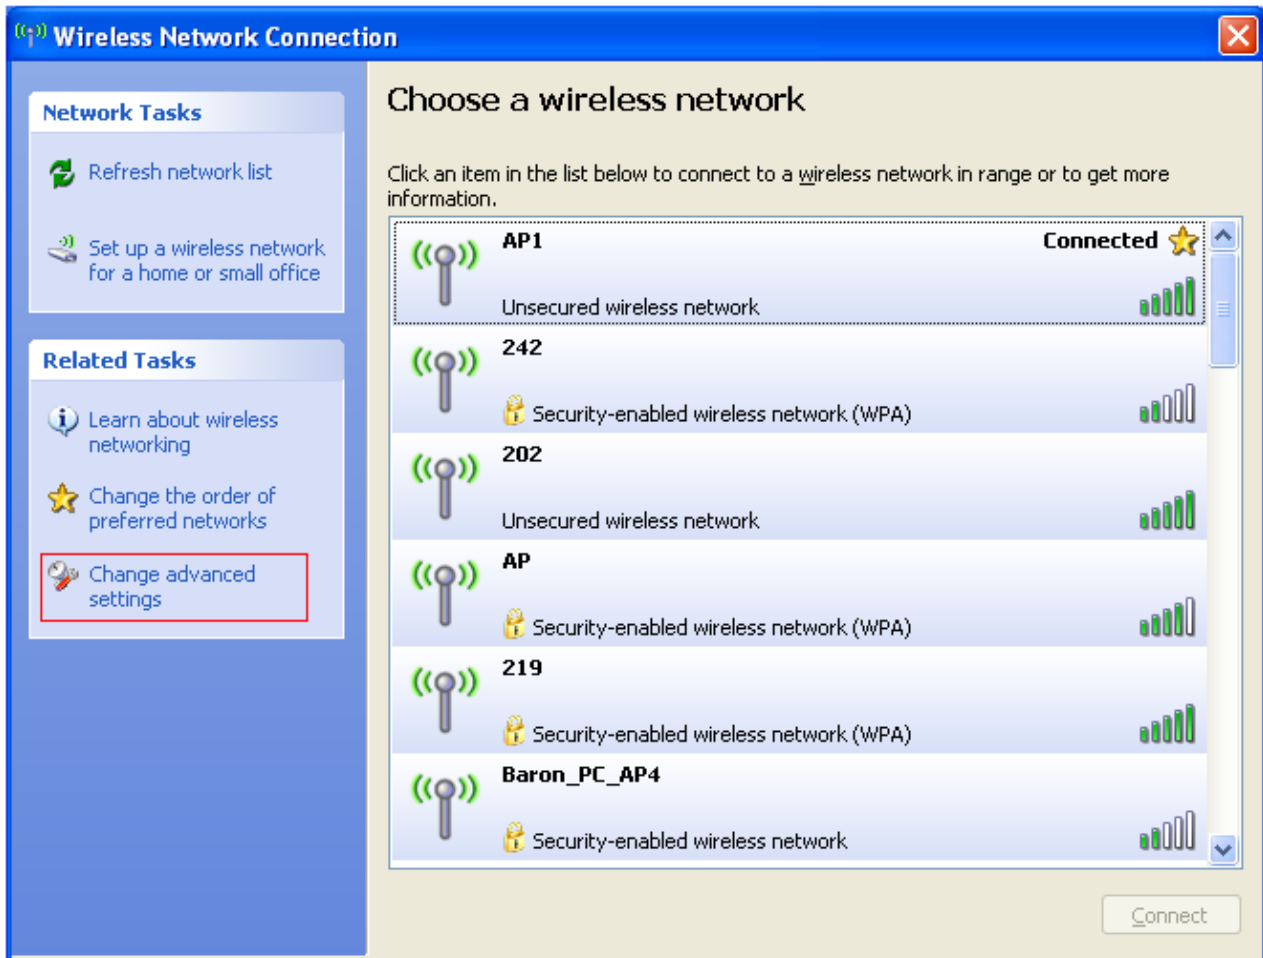 Wireless Network Connection
Network Tasks
Refresh network list
Set up a wireless network
for a home or small office
Related Tasks
Learn about wireless
networking
Change the order of
preferred networks
Change advanced
settings
Choose a wireless network
Click an item in the list below to connect to a wireless network in range or to get more
information.
AP1
Connected
Unsecured wireless network
242
Security-enabled wireless network (WPA)
202
Unsecured wireless network
AP
Security-enabled wireless network (WPA)
219
Security-enabled wireless network (WPA)
Baron_PC_AP4
Security-enabled wireless network
Connect